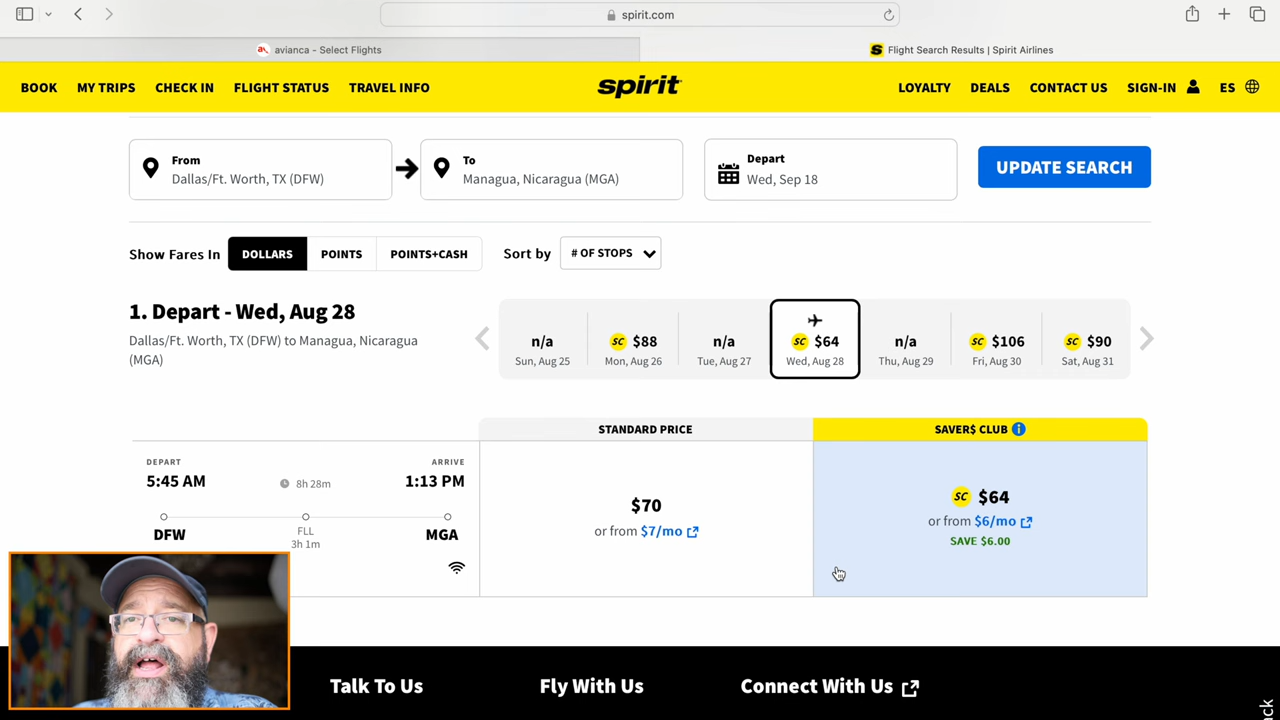 spirit.com
avianca - Select Flights
Flight Search Results | Spirit Airlines
BOOK MY TRIPS CHECK IN FLIGHT STATUS TRAVEL INFO spirit LOYALTY DEALS CONTACT US SIGN-IN ES
From
Dallas/Ft. Worth, TX (DFW)
To
Managua, Nicaragua (MGA)
Depart
Wed, Sep 18
UPDATE SEARCH
Show Fares In DOLLARS POINTS POINTS+CASH Sort by # OF STOPS
1. Depart - Wed, Aug 28
Dallas/Ft. Worth, TX (DFW) to Managua, Nicaragua
(MGA)
n/a
Sun, Aug 25
SC $88
Mon, Aug 26
n/a
Tue, Aug 27
SC $64
Wed, Aug 28
n/a
Thu, Aug 29
SC $106
Fri, Aug 30
SC $90
Sat, Aug 31
STANDARD PRICE
SAVER$ CLUB
DEPART
5:45 AM
8h 28m
ARRIVE
1:13 PM
DFW
FLL
3h 1m
MGA
$70
or from $7/mo
SC $64
or from $6/mo
SAVE $6.00
Talk To Us
Fly With Us
Connect With Us